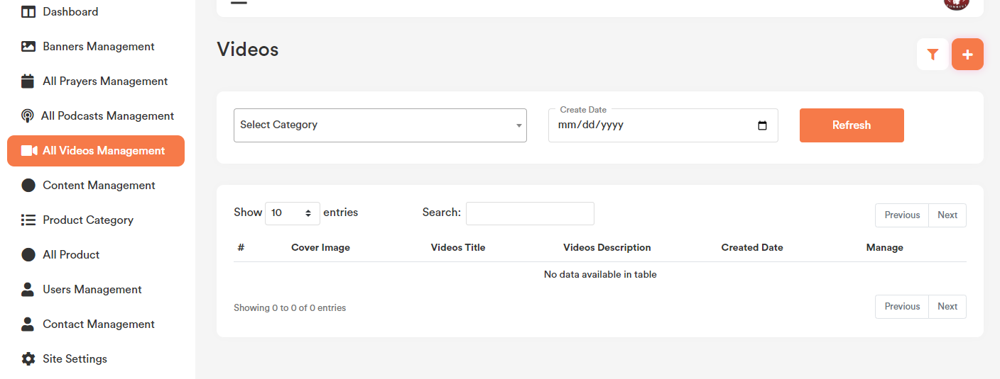 Dashboard
Banners Management
All Prayers Management
All Podcasts Management
All Videos Management
Content Management
Product Category
All Product
Users Management
Contact Management
Site Settings
Videos
Select Category
Create Date
mm/dd/yyyy
Refresh
Show 10 entries
Search:
Previous Next
# Cover Image Videos Title Videos Description Created Date Manage
No data available in table
Showing 0 to 0 of 0 entries
Previous Next